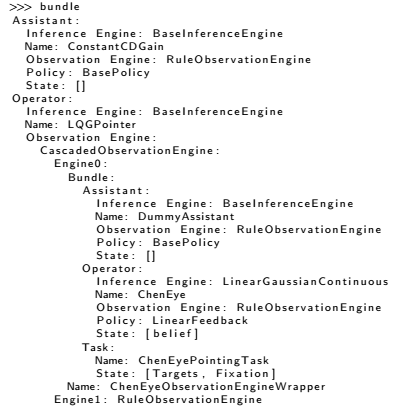 >>> bundle
Assistant:
Inference Engine: BaseInferenceEngine
Name: ConstantCDGain
Observation Engine: RuleObservationEngine
Policy: BasePolicy
State: []
Operator:
Inference Engine: BaseInferenceEngine
Name: LQGPointer
Observation Engine:
CascadedObservationEngine:
Engine0:
Bundle:
Assistant:
Inference Engine: BaseInferenceEngine
Name: DummyAssistant
Observation Engine: RuleObservationEngine
Policy: BasePolicy
State: []
Operator:
Inference Engine: LinearGaussianContinuous
Name: ChenEye
Observation Engine: RuleObservationEngine
Policy: LinearFeedback
State: [belief]
Task:
Name: ChenEyePointingTask
State: [Targets, Fixation]
Name: ChenEyeObservationEngineWrapper
Engine1: RuleObservationEngine